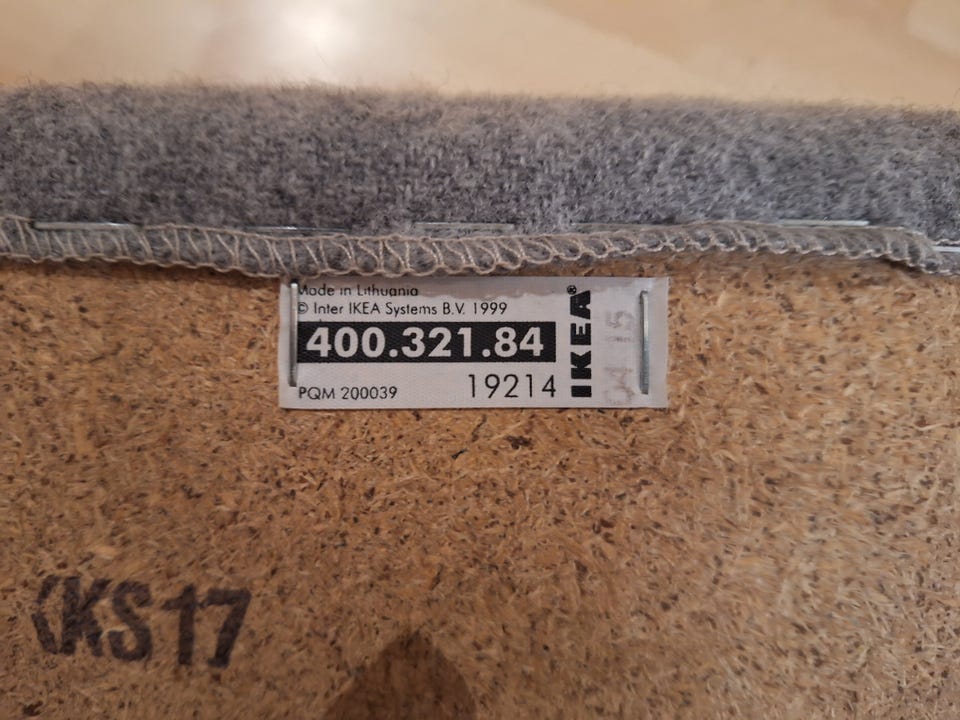 Made in Lithuania
© Inter IKEA Systems B.V. 1999
400.321.84
PQM 200039
19214
IKEA®
KS17